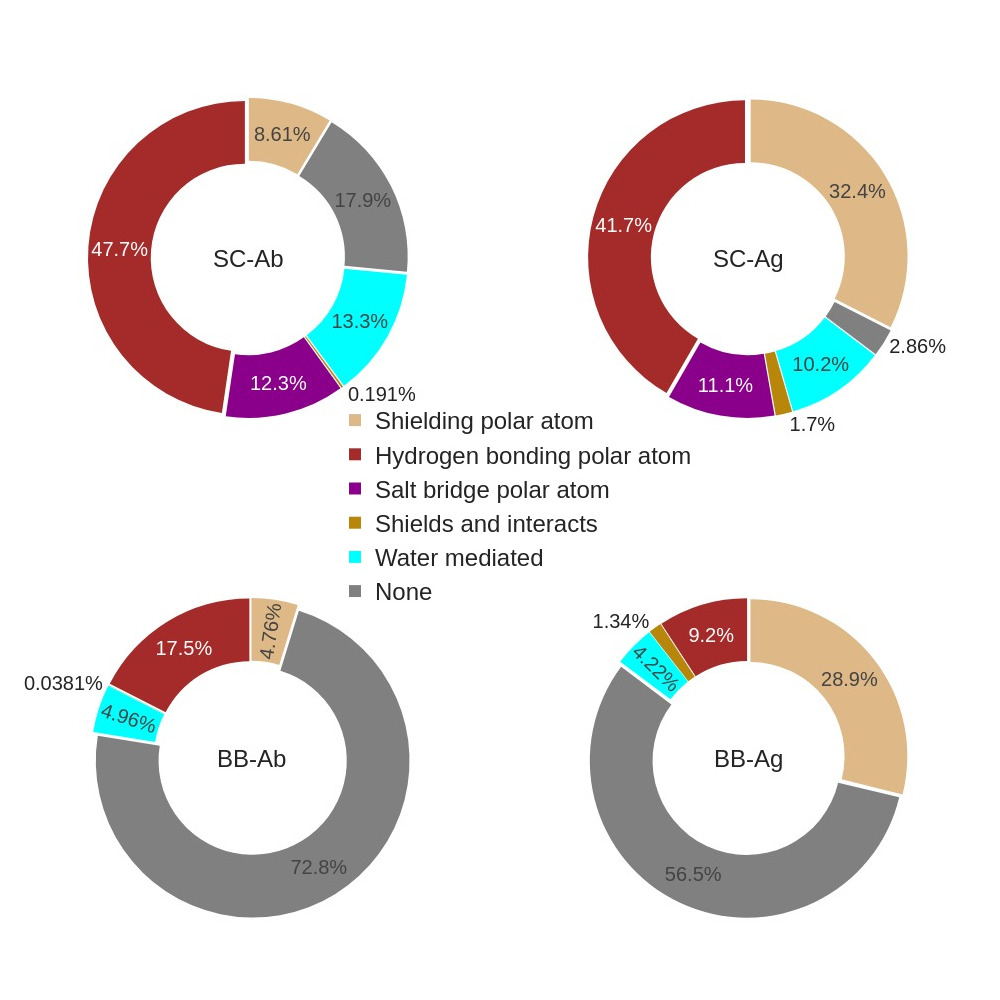 8.61%
17.9%
47.7%
SC-Ab
13.3%
12.3%
0.191%
32.4%
41.7%
SC-Ag
2.86%
10.2%
11.1%
1.7%
Shielding polar atom
Hydrogen bonding polar atom
Salt bridge polar atom
Shields and interacts
Water mediated
None
4.76%
17.5%
0.0381%
4.96%
BB-Ab
72.8%
1.34%
9.2%
4.22%
28.9%
BB-Ag
56.5%